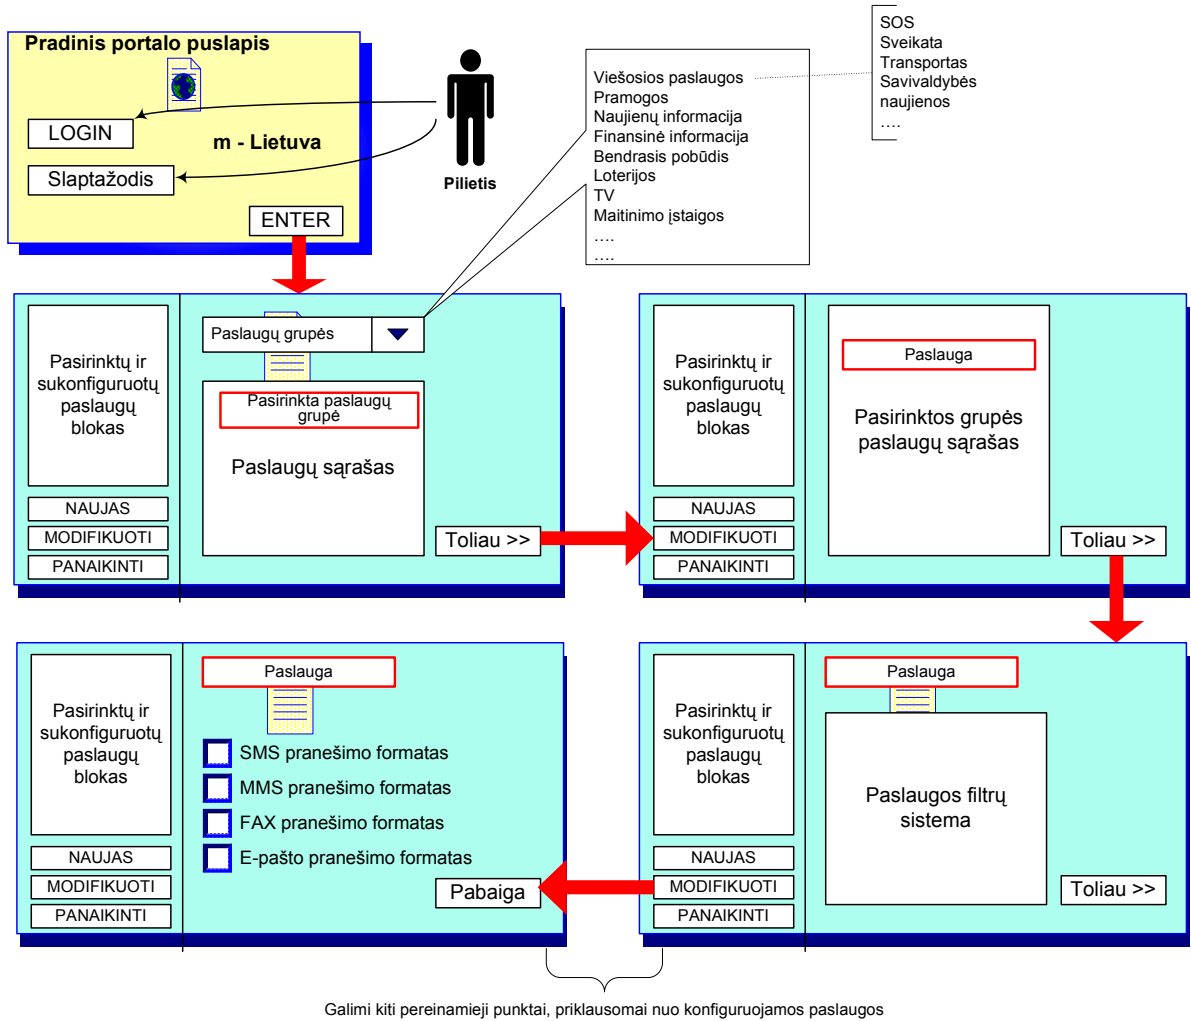 Pradinis portalo puslapis
LOGIN
m - Lietuva
Slaptažodis
ENTER
Pilietis
Viešosios paslaugos
Pramogos
Naujienų informacija
Finansinė informacija
Bendrasis pobūdis
Loterijos
TV
Maitinimo įstaigos
....
....
SOS
Sveikata
Transportas
Savivaldybės
naujienos
....
Pasirinktų ir
sukonfiguruotų
paslaugų
blokas
NAUJAS
MODIFIKUOTI
PANAIKINTI
Paslaugų grupės
Pasirinkta paslaugų
grupė
Paslaugų sąrašas
Toliau >>
Pasirinktų ir
sukonfiguruotų
paslaugų
blokas
NAUJAS
MODIFIKUOTI
PANAIKINTI
Paslauga
Pasirinktos grupės
paslaugų sąrašas
Toliau >>
Pasirinktų ir
sukonfiguruotų
paslaugų
blokas
NAUJAS
MODIFIKUOTI
PANAIKINTI
Paslauga
SMS pranešimo formatas
MMS pranešimo formatas
FAX pranešimo formatas
E-pašto pranešimo formatas
Pabaiga
Pasirinktų ir
sukonfiguruotų
paslaugų
blokas
NAUJAS
MODIFIKUOTI
PANAIKINTI
Paslauga
Paslaugos filtrų
sistema
Toliau >>
Galimi kiti pereinamieji punktai, priklausomai nuo konfiguruojamos paslaugos